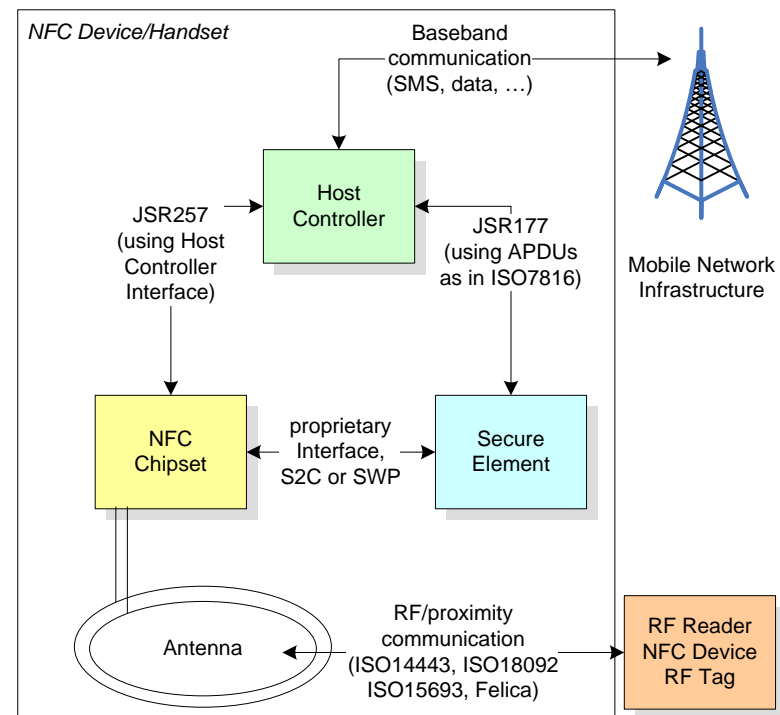 NFC Device/Handset
Baseband
communication
(SMS, data, …)
Host
Controller
JSR257
(using Host
Controller
Interface)
JSR177
(using APDUs
as in ISO7816)
Mobile Network
Infrastructure
NFC
Chipset
proprietary
Interface,
S2C or SWP
Secure
Element
Antenna
RF/proximity
communication
(ISO14443, ISO18092
ISO15693, Felica)
RF Reader
NFC Device
RF Tag